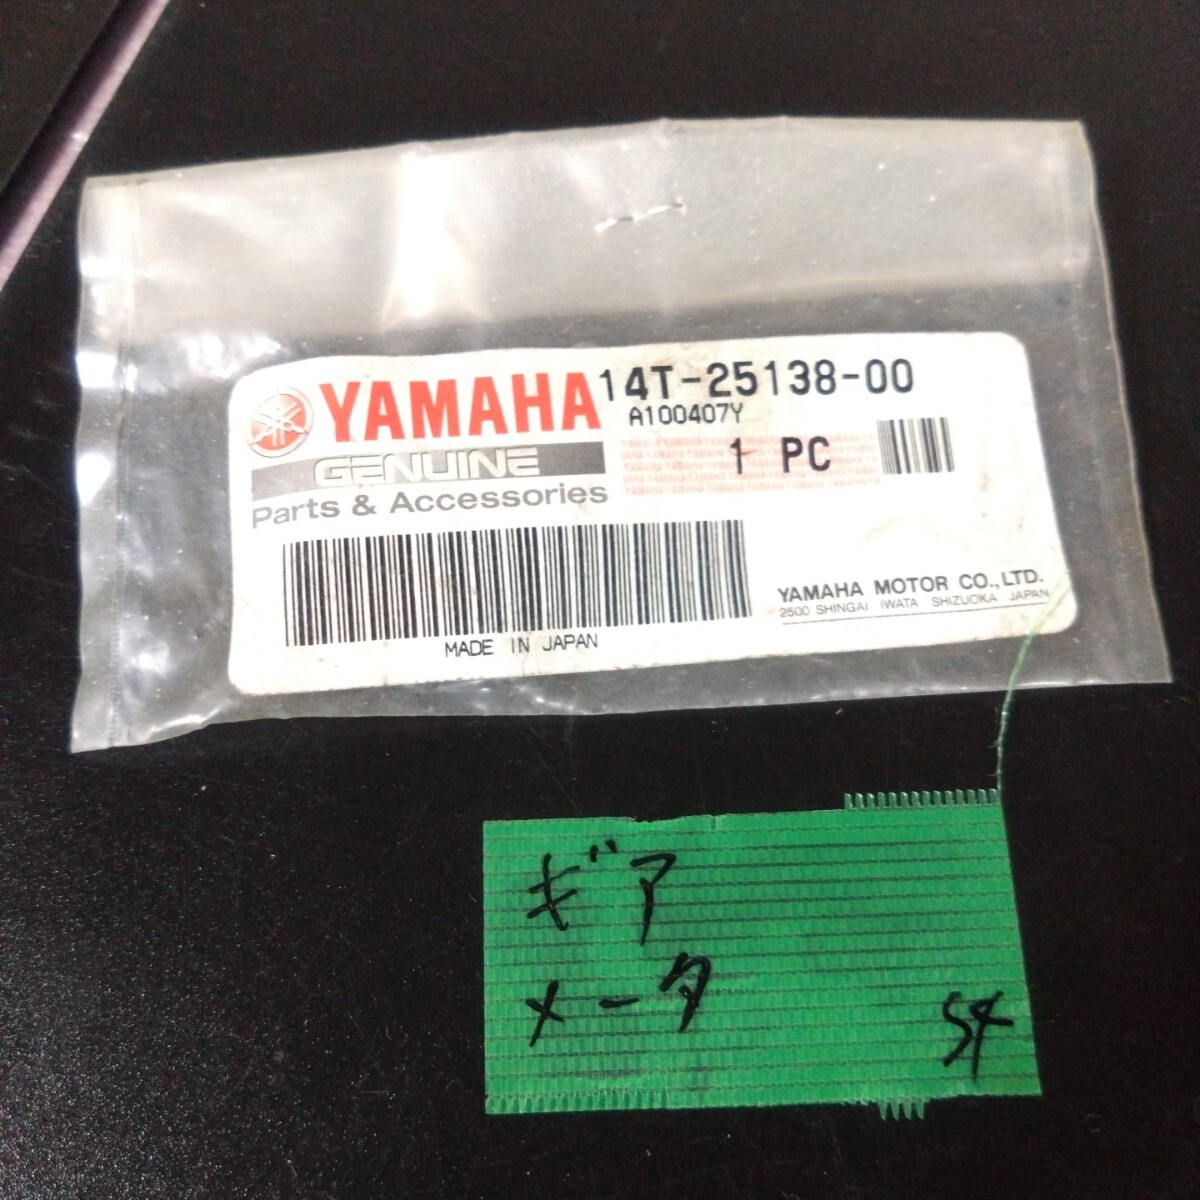 YAMAHA 14T-25138-00
A100407Y
GENUINE
1 PC
Parts & Accessories
YAMAHA MOTOR CO., LTD.
2500 SHINGAI IWATA SHIZUOKA JAPAN
MADE IN JAPAN
ギア
メータ
54